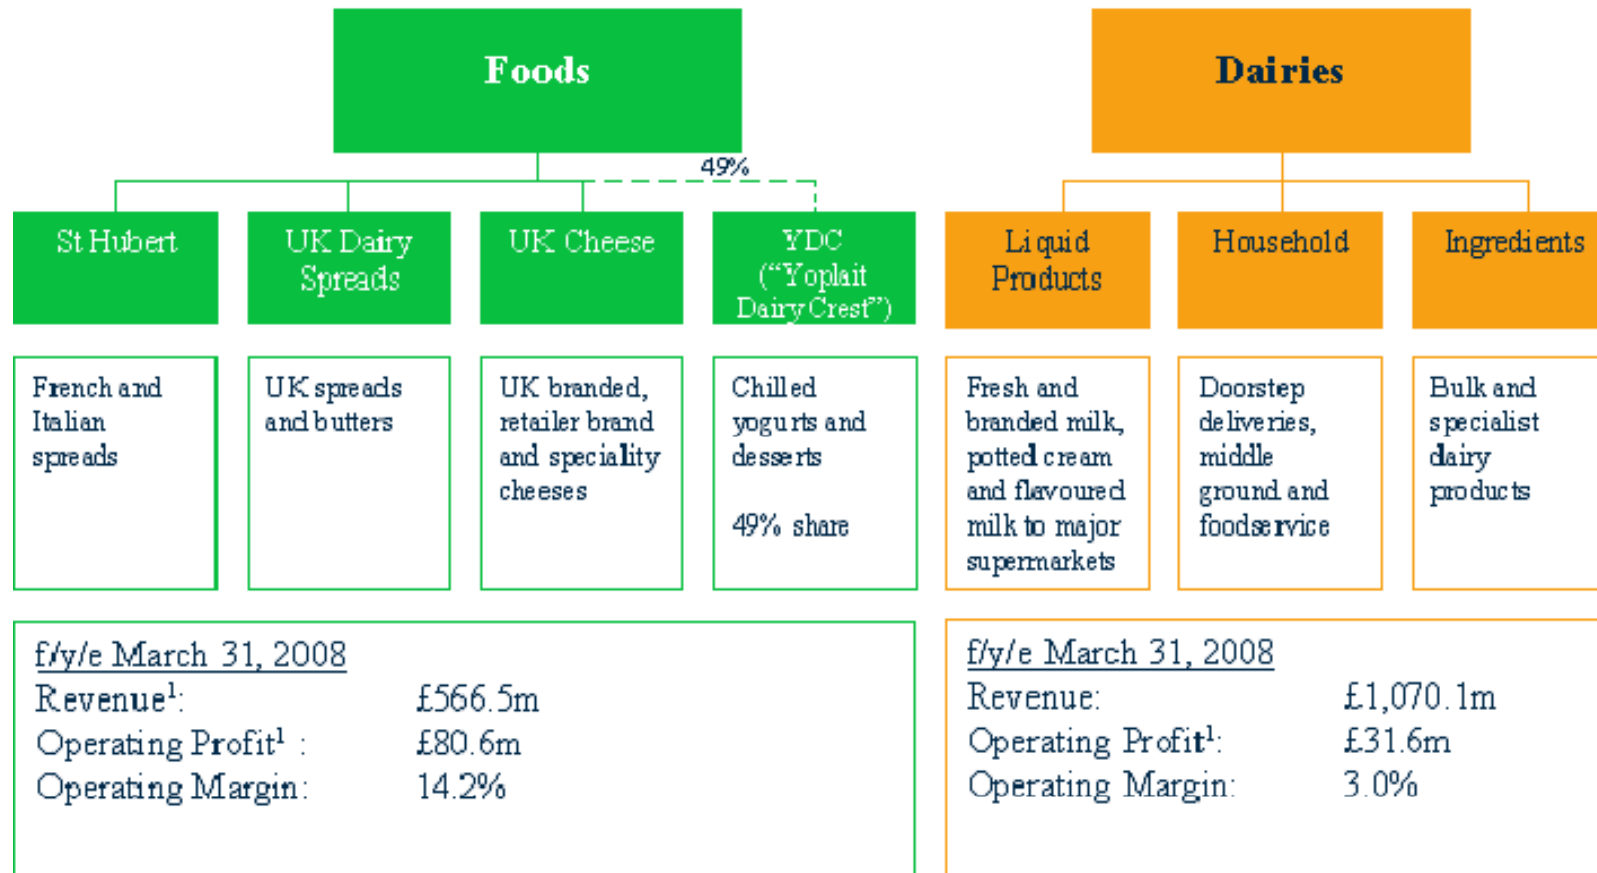 Foods
Dairies
49%
St Hubert
UK Dairy
Spreads
UK Cheese
YDC
(“Yoplait
Dairy Crest”)
Liquid
Products
Household
Ingredients
French and
Italian
spreads
UK spreads
and butters
UK branded,
retailer brand
and speciality
cheeses
Chilled
yogurts and
desserts
49% share
Fresh and
branded milk,
potted cream
and flavoured
milk to major
supermarkets
Doorstep
deliveries,
middle
ground and
foodservice
Bulk and
specialist
dairy
products
f/y/e March 31, 2008
Revenue¹: £566.5m
Operating Profit¹ : £80.6m
Operating Margin: 14.2%
f/y/e March 31, 2008
Revenue: £1,070.1m
Operating Profit¹: £31.6m
Operating Margin: 3.0%